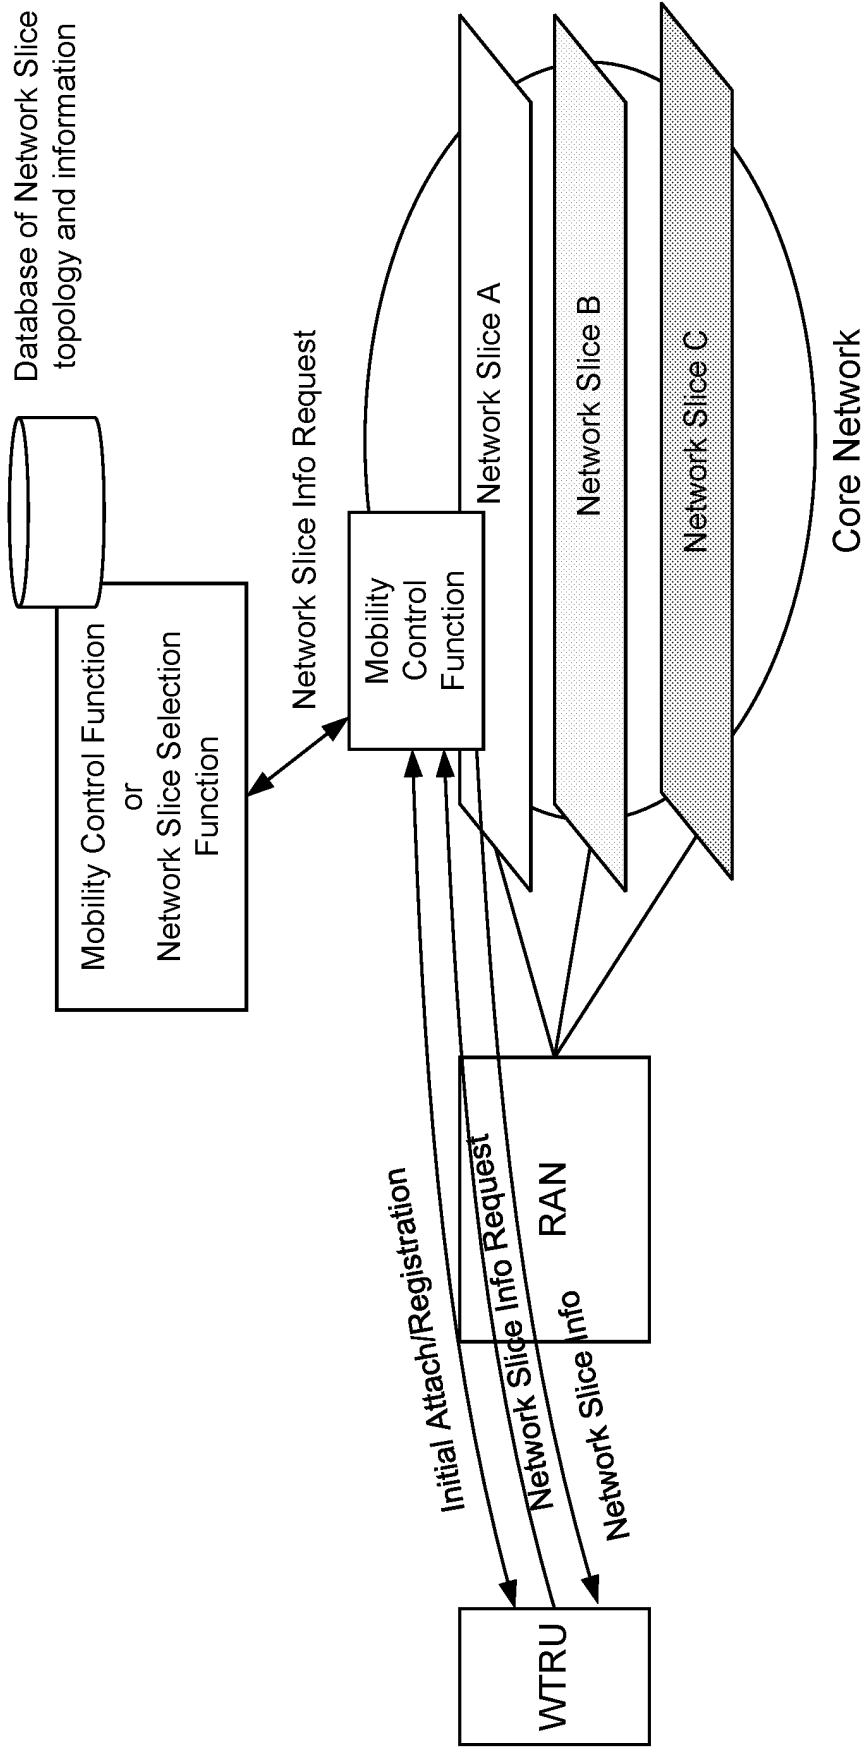 Database of Network Slice
topology and information
Mobility Control Function
or
Network Slice Selection
Function
Network Slice Info Request
Mobility
Control
Function
Network Slice A
Network Slice B
Network Slice C
Core Network
Initial Attach/Registration
Network Slice Info Request
Network Slice Info
RAN
WTRU